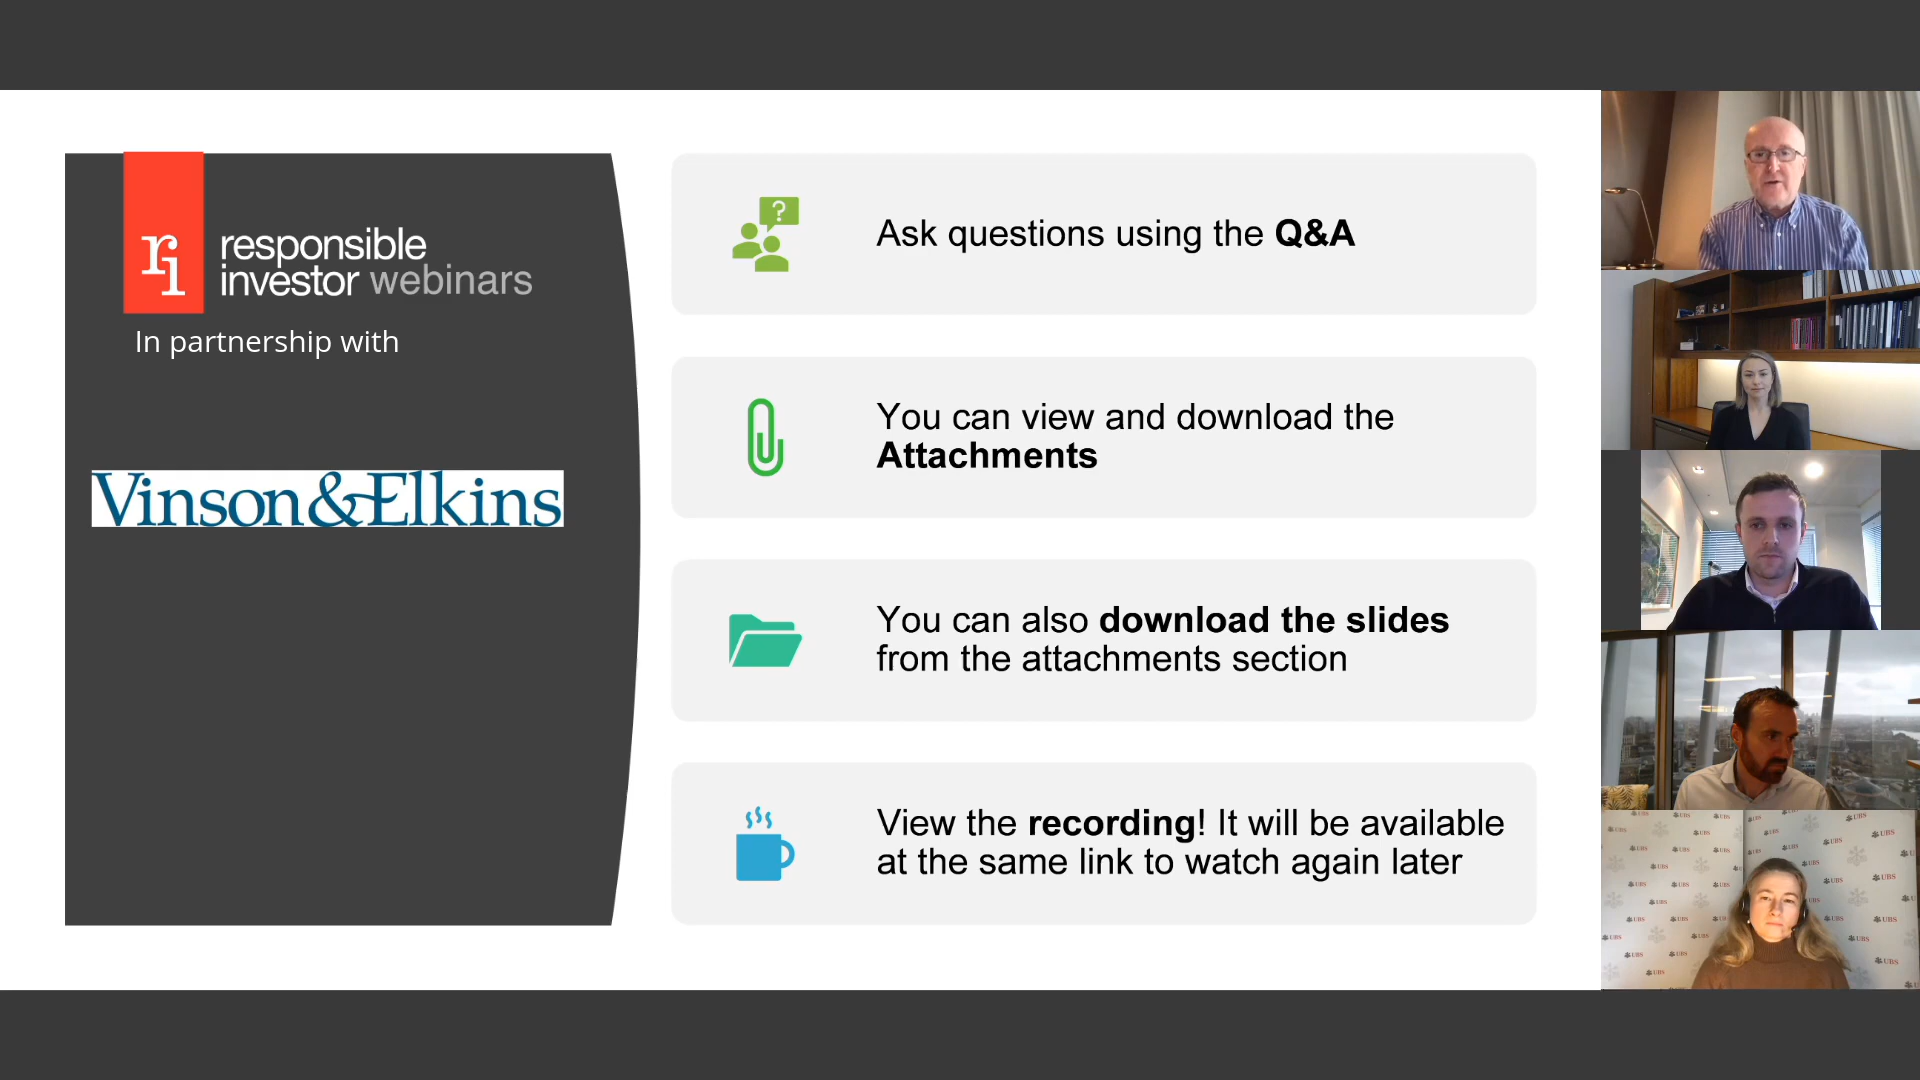 ri
responsible
investor webinars
In partnership with
Vinson&Elkins
?
Ask questions using the Q&A
You can view and download the
Attachments
You can also download the slides
from the attachments section
View the recording! It will be available
at the same link to watch again later
UBS